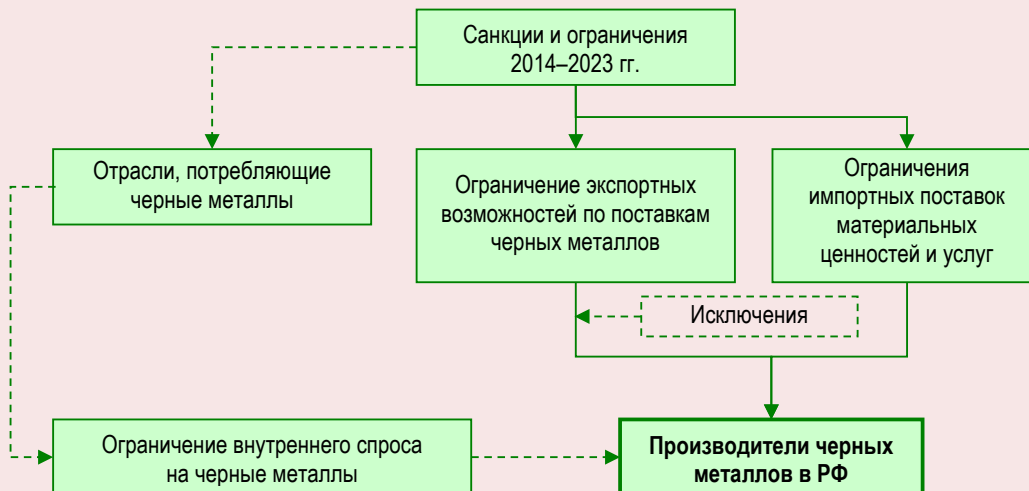 Санкции и ограничения
2014–2023 гг.
Отрасли, потребляющие
черные металлы
Ограничение экспортных
возможностей по поставкам
черных металлов
Ограничения
импортных поставок
материальных
ценностей и услуг
Исключения
Ограничение внутреннего спроса
на черные металлы
Производители черных
металлов в РФ